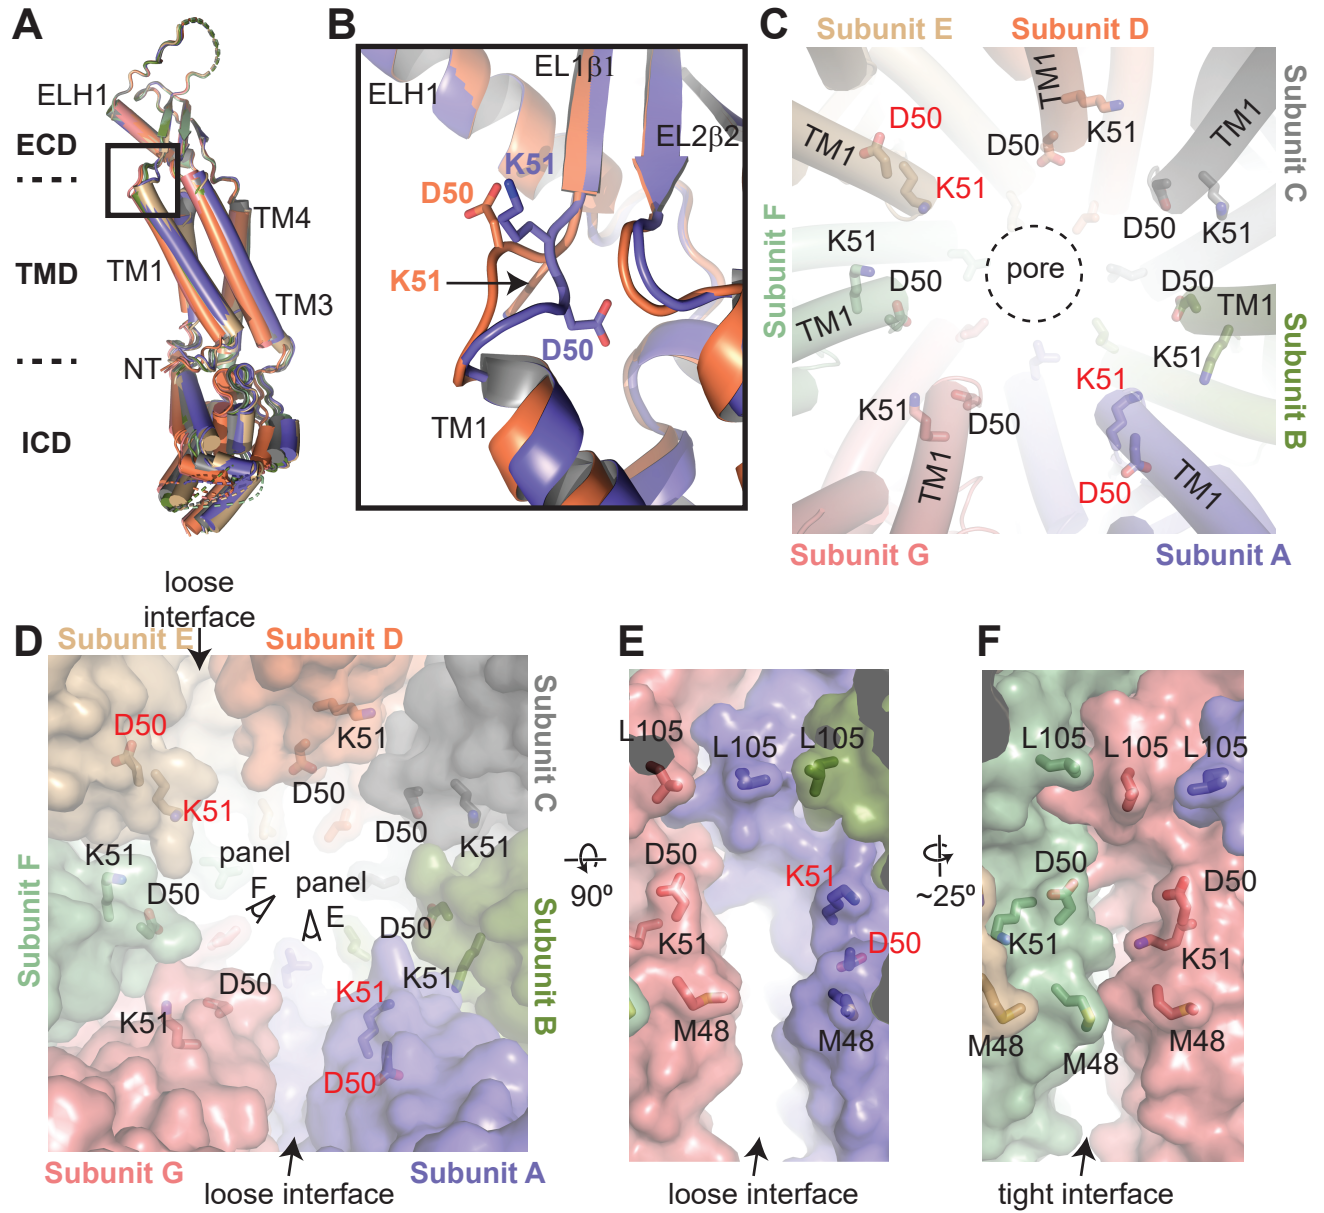 A
ELH1
ECD
TM4
TM1
TMD
TM3
NT
ICD
B
ELH1
EL1β1
EL2β2
K51
D50
K51
D50
TM1
C
Subunit E
Subunit D
Subunit C
TM1
D50
K51
TM1
D50
TM1
K51
D50
K51
Subunit F
K51
D50
pore
D50
TM1
TM1
K51
Subunit B
K51
K51
D50
TM1
D50
TM1
Subunit G
Subunit A
loose
interface
D
Subunit E
Subunit D
Subunit C
D50
K51
K51
D50
D50
K51
K51
Subunit F
D50
panel
F
panel
E
D50
Subunit B
D50
K51
K51
K51
D50
Subunit G
Subunit A
loose interface
90º
E
L105
L105
L105
D50
K51
K51
D50
M48
M48
loose interface
~25º
F
L105
L105
L105
D50
D50
K51
K51
M48
M48
M48
tight interface